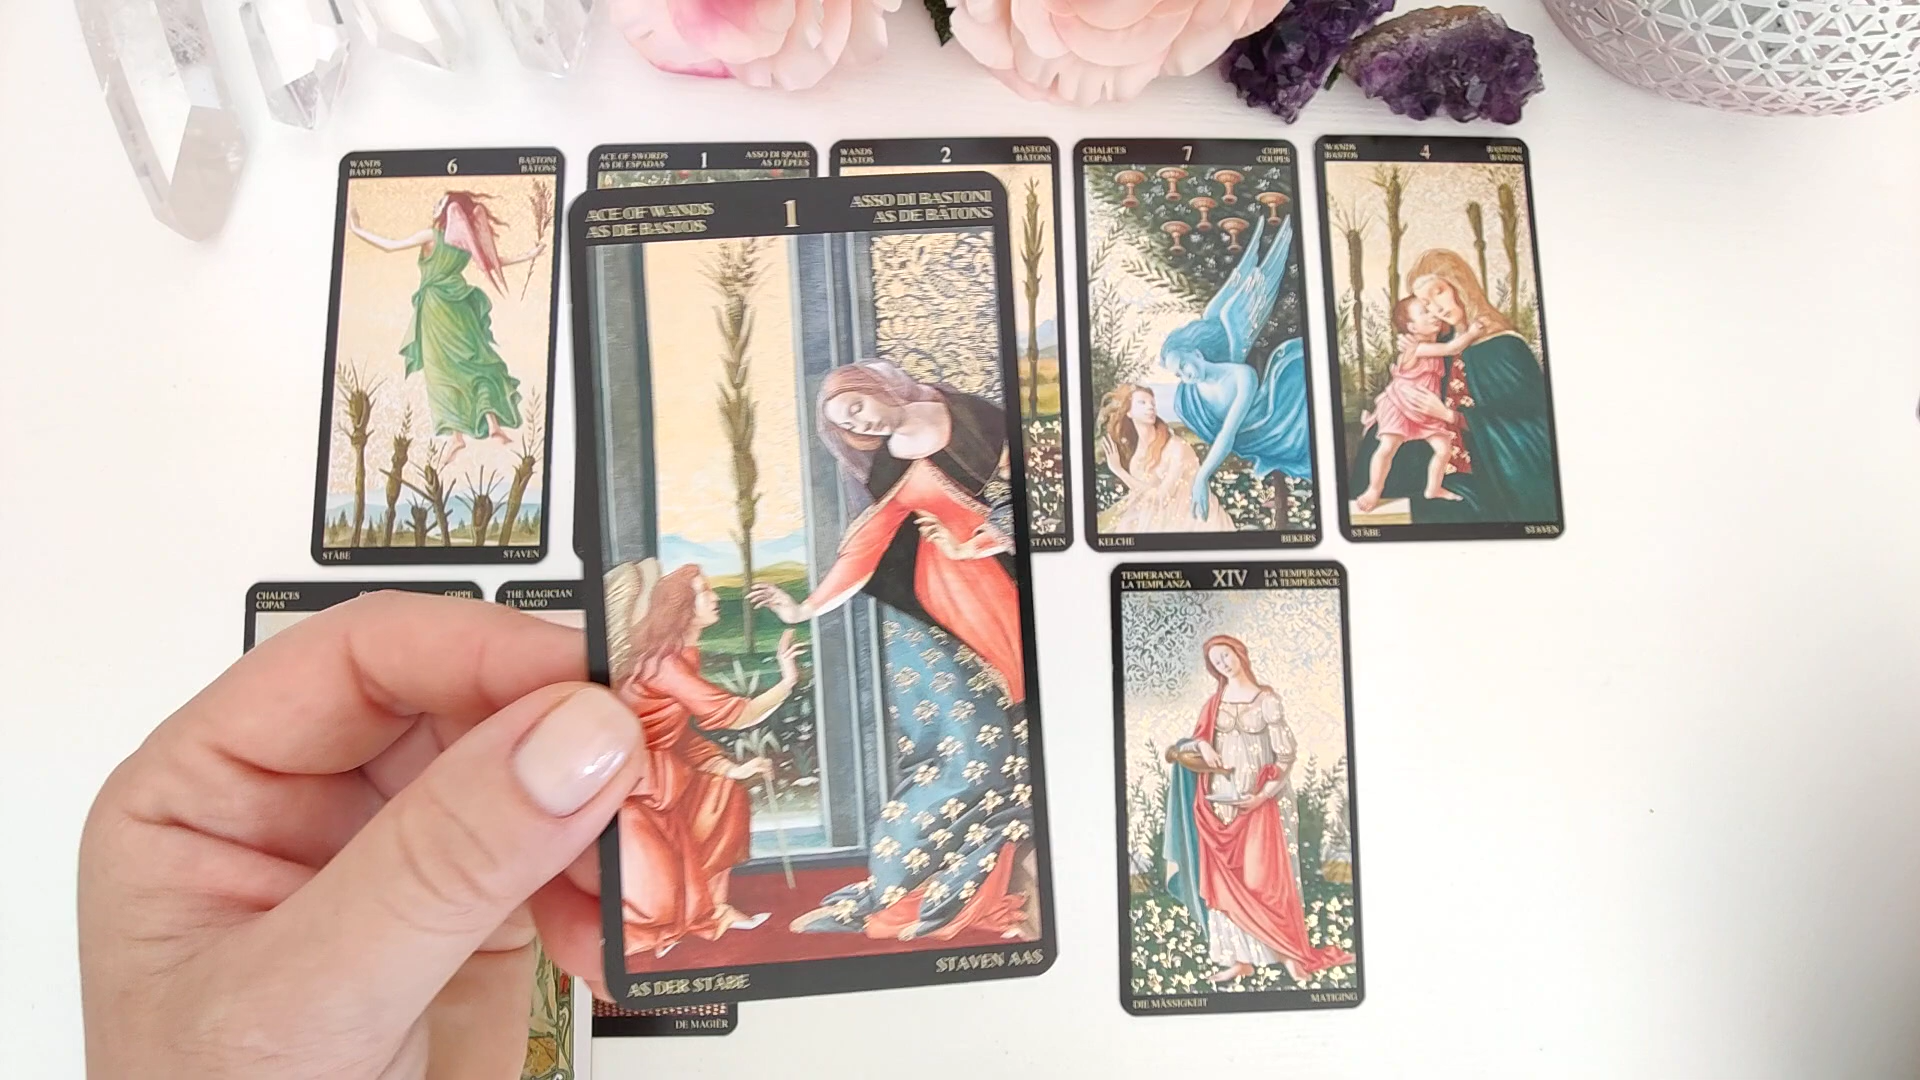 WANDS
BASTOS
6
BASTONI
BÂTONS
STÄBE
STAVEN
ACE OF SWORDS
AS DE ESPADAS
1
ASSO DI SPADE
AS D'ÉPÉES
WANDS
BASTOS
2
BASTONI
BÂTONS
STAVEN
CHALICES
COPAS
7
COPPE
COUPES
KELCHE
BEKERS
WANDS
BASTOS
4
BASTONI
BÂTONS
STÄBE
STAVEN
ACE OF WANDS
AS DE BASTOS
1
ASSO DI BASTONI
AS DE BÂTONS
AS DER STÄBE
STAVEN AAS
CHALICES
COPAS
COPPE
THE MAGICIAN
EL MAGO
DE MAGIËR
TEMPERANCE
LA TEMPLANZA
XIV
LA TEMPERANZA
LA TEMPÉRANCE
DIE MÄSSIGKEIT
MATIGING